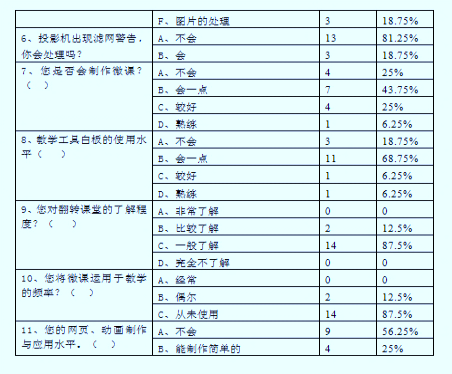 F、图片的处理 3 18.75%
6、投影机出现滤网警告， A、不会 13 81.25%
你会处理吗？ B、会 3 18.75%
7、您是否会制作微课？ A、不会 4 25%
（ ） B、会一点 7 43.75%
C、较好 4 25%
D、熟练 1 6.25%
8、教学工具白板的使用水 A、不会 3 18.75%
平（ ） B、会一点 11 68.75%
C、较好 1 6.25%
D、熟练 1 6.25%
9、您对翻转课堂的了解程 A、非常了解 0 0
度？（ ） B、比较了解 2 12.5%
C、一般了解 14 87.5%
D、完全不了解 0 0
10、您将微课运用于教学 A、经常 0 0
的频率？（ ） B、偶尔 2 12.5%
C、从未使用 14 87.5%
11、您的网页、动画制作 A、不会 9 56.25%
与应用水平。（ ） B、能制作简单的 4 25%